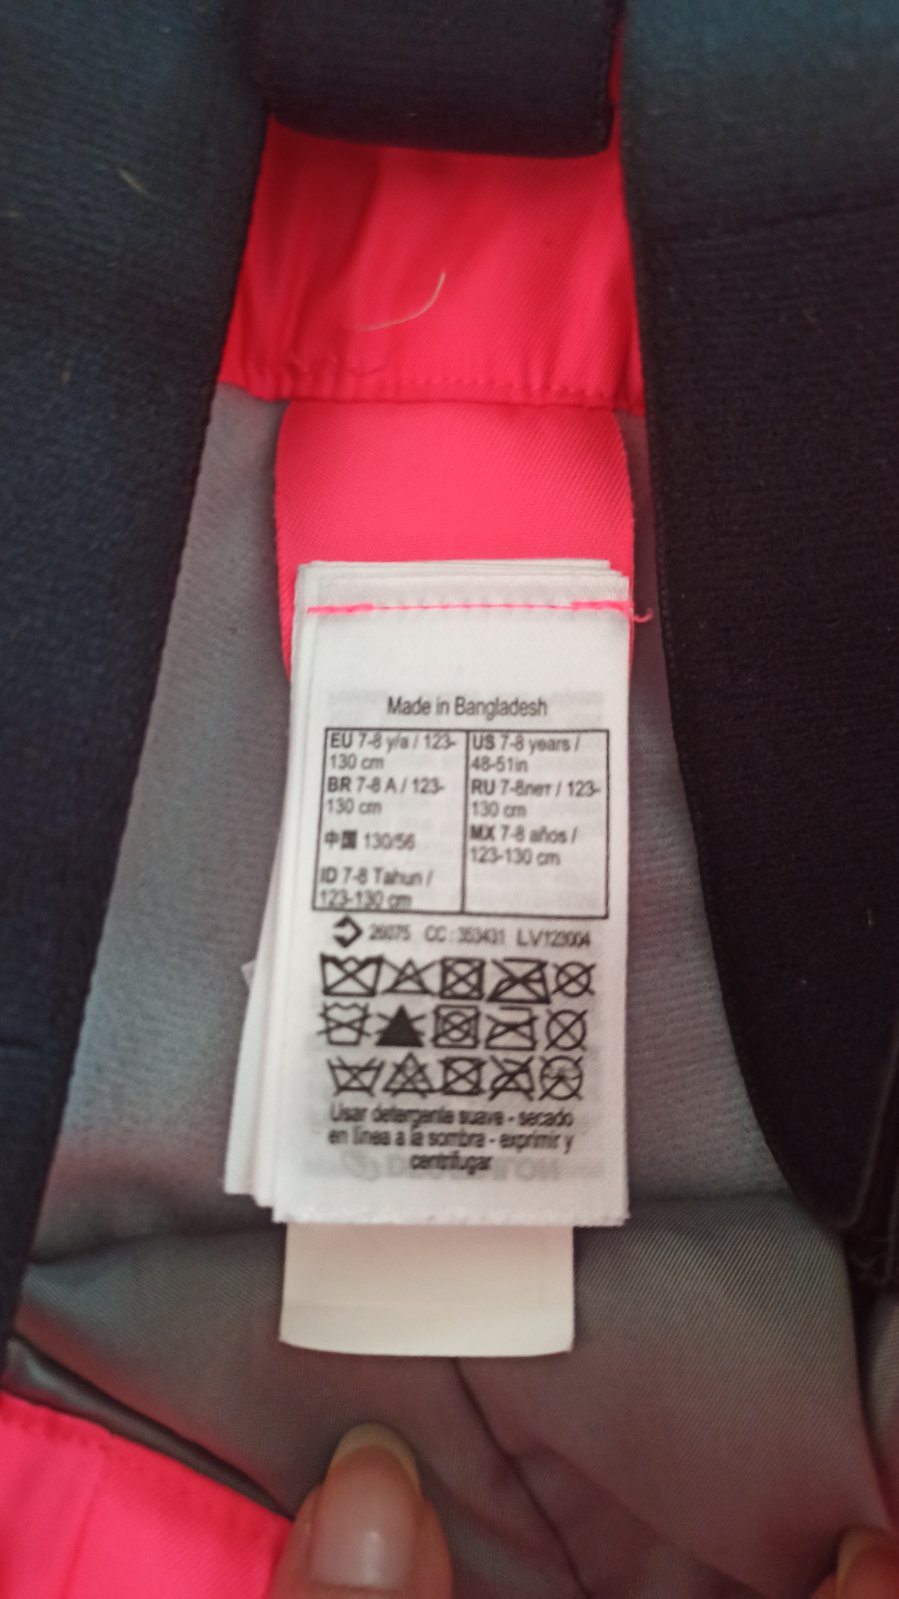 Made in Bangladesh
EU 7-8 y/a / 123-
130 cm
BR 7-8 A / 123-
130 cm
中国 130/56
ID 7-8 Tahun /
123-130 cm
US 7-8 years /
48-51in
RU 7-8лет / 123-
130 cm
MX 7-8 años /
123-130 cm
CC : 353431 LV123004
Usar detergente suave - secado
en línea a la sombra - exprimir y
centrifugar